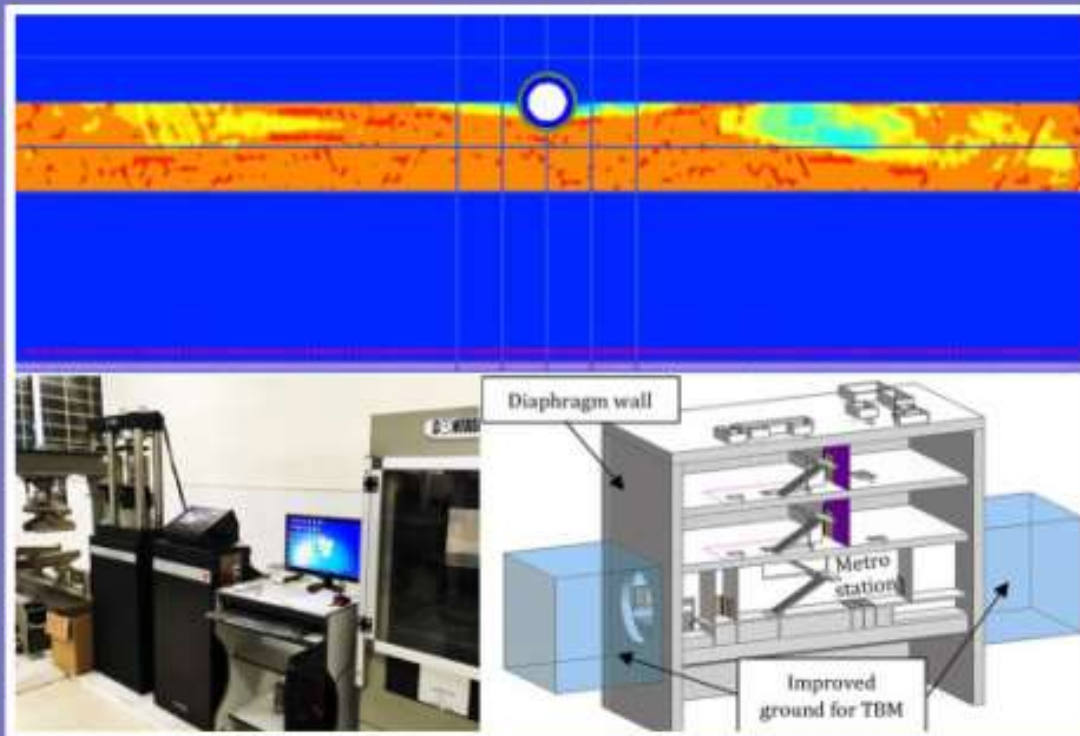 Diaphragm wall
Metro
station
Improved
ground for TBM